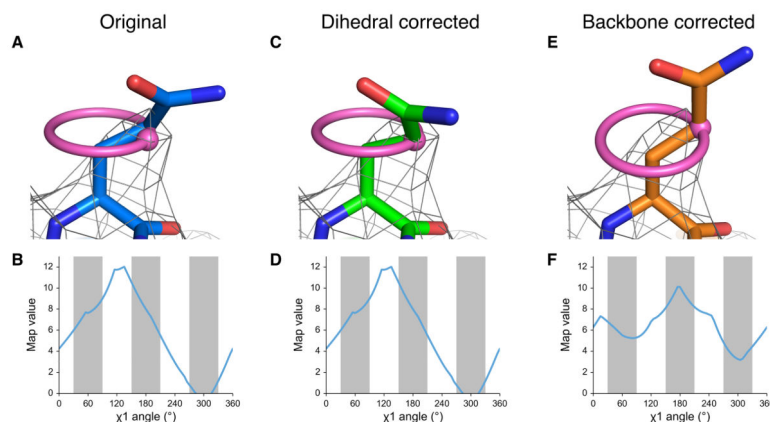 Original
Dihedral corrected
Backbone corrected
A
C
E
B
D
F
Map value
12
10
8
6
4
2
0
0
60
120
180
240
300
360
χ1 angle (°)
Map value
12
10
8
6
4
2
0
0
60
120
180
240
300
360
χ1 angle (°)
Map value
12
10
8
6
4
2
0
0
60
120
180
240
300
36
χ1 angle (°)